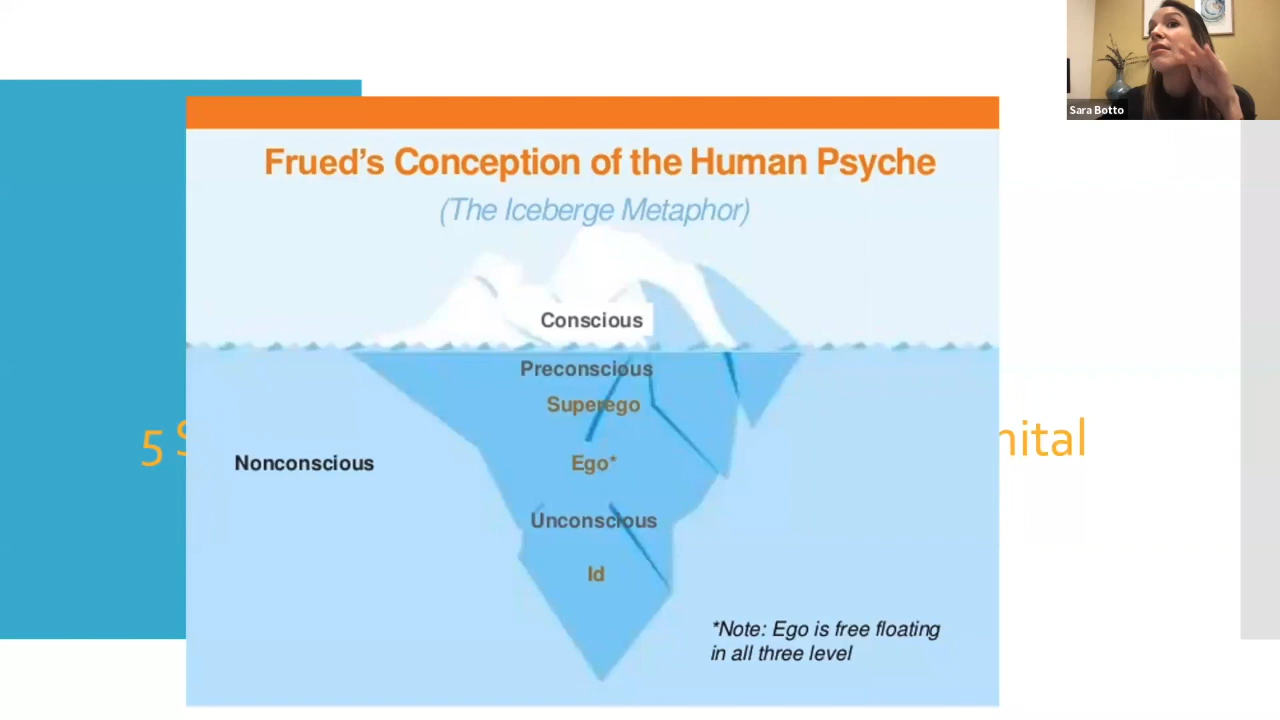 Sara Botto
Frued's Conception of the Human Psyche
(The Iceberge Metaphor)
Conscious
Preconscious
Superego
5 S
nital
Nonconscious
Ego*
Unconscious
Id
*Note: Ego is free floating
in all three level